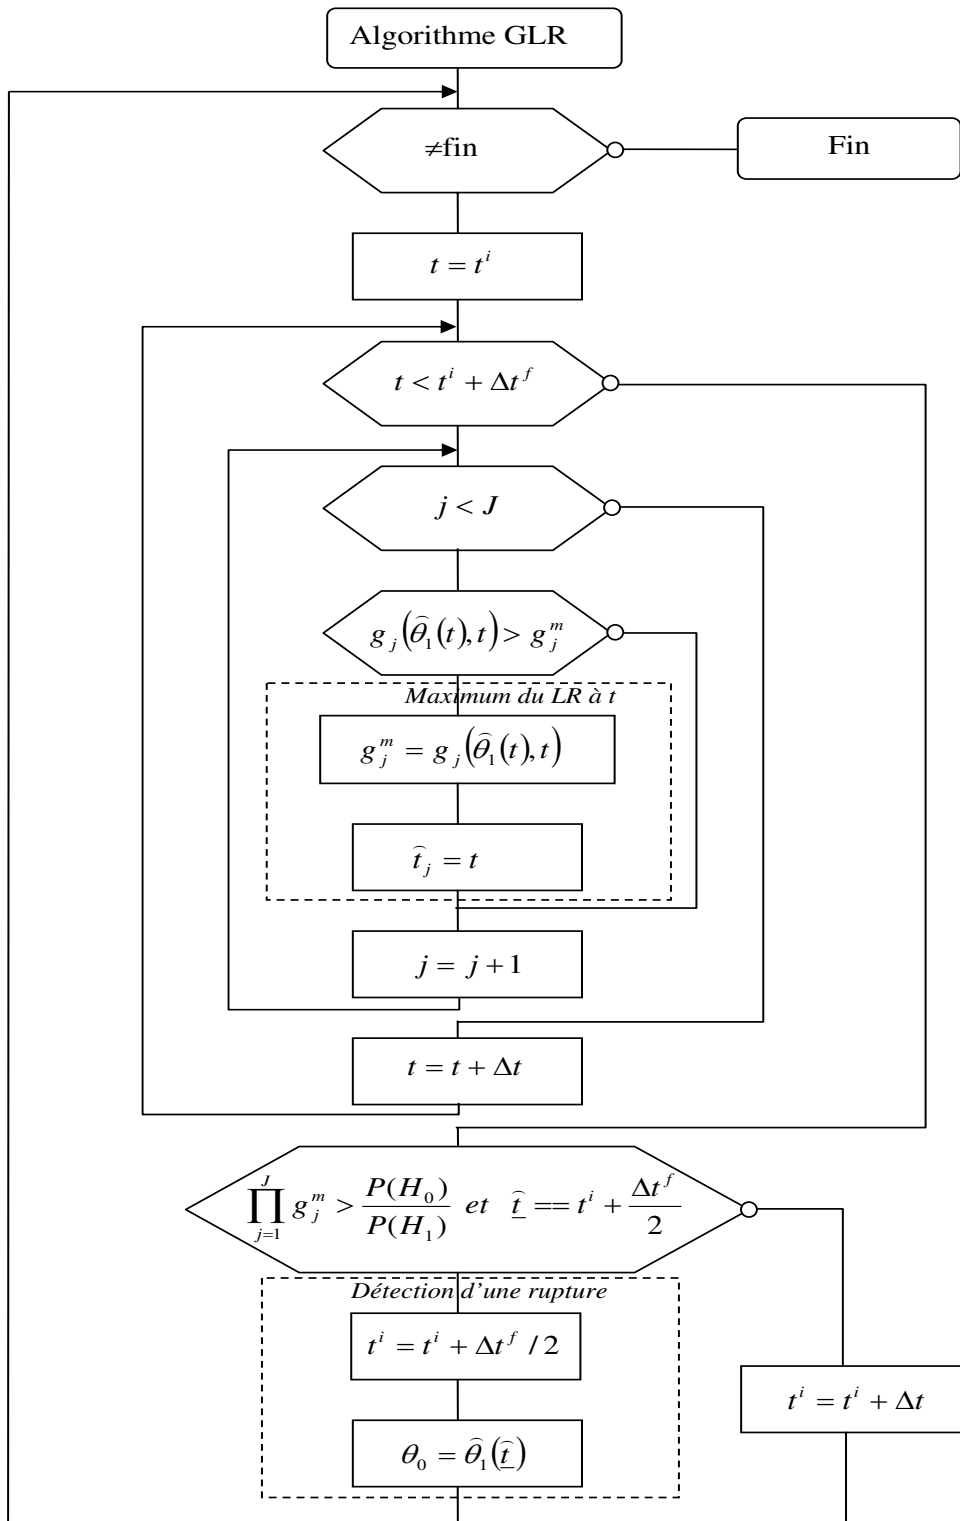 Algorithme GLR
≠fin
Fin
t = t^i
t < t^i + Δt^f
j < J
g_j(θ̂_1(t), t) > g_j^m
Maximum du LR à t
g_j^m = g_j(θ̂_1(t), t)
t̂_j = t
j = j + 1
t = t + Δt
∏_{j=1}^{J} g_j^m > P(H_0)/P(H_1) et t̲̂ == t^i + Δt^f/2
Détection d'une rupture
t^i = t^i + Δt^f / 2
t^i = t^i + Δt
θ_0 = θ̂_1(t̲̂)